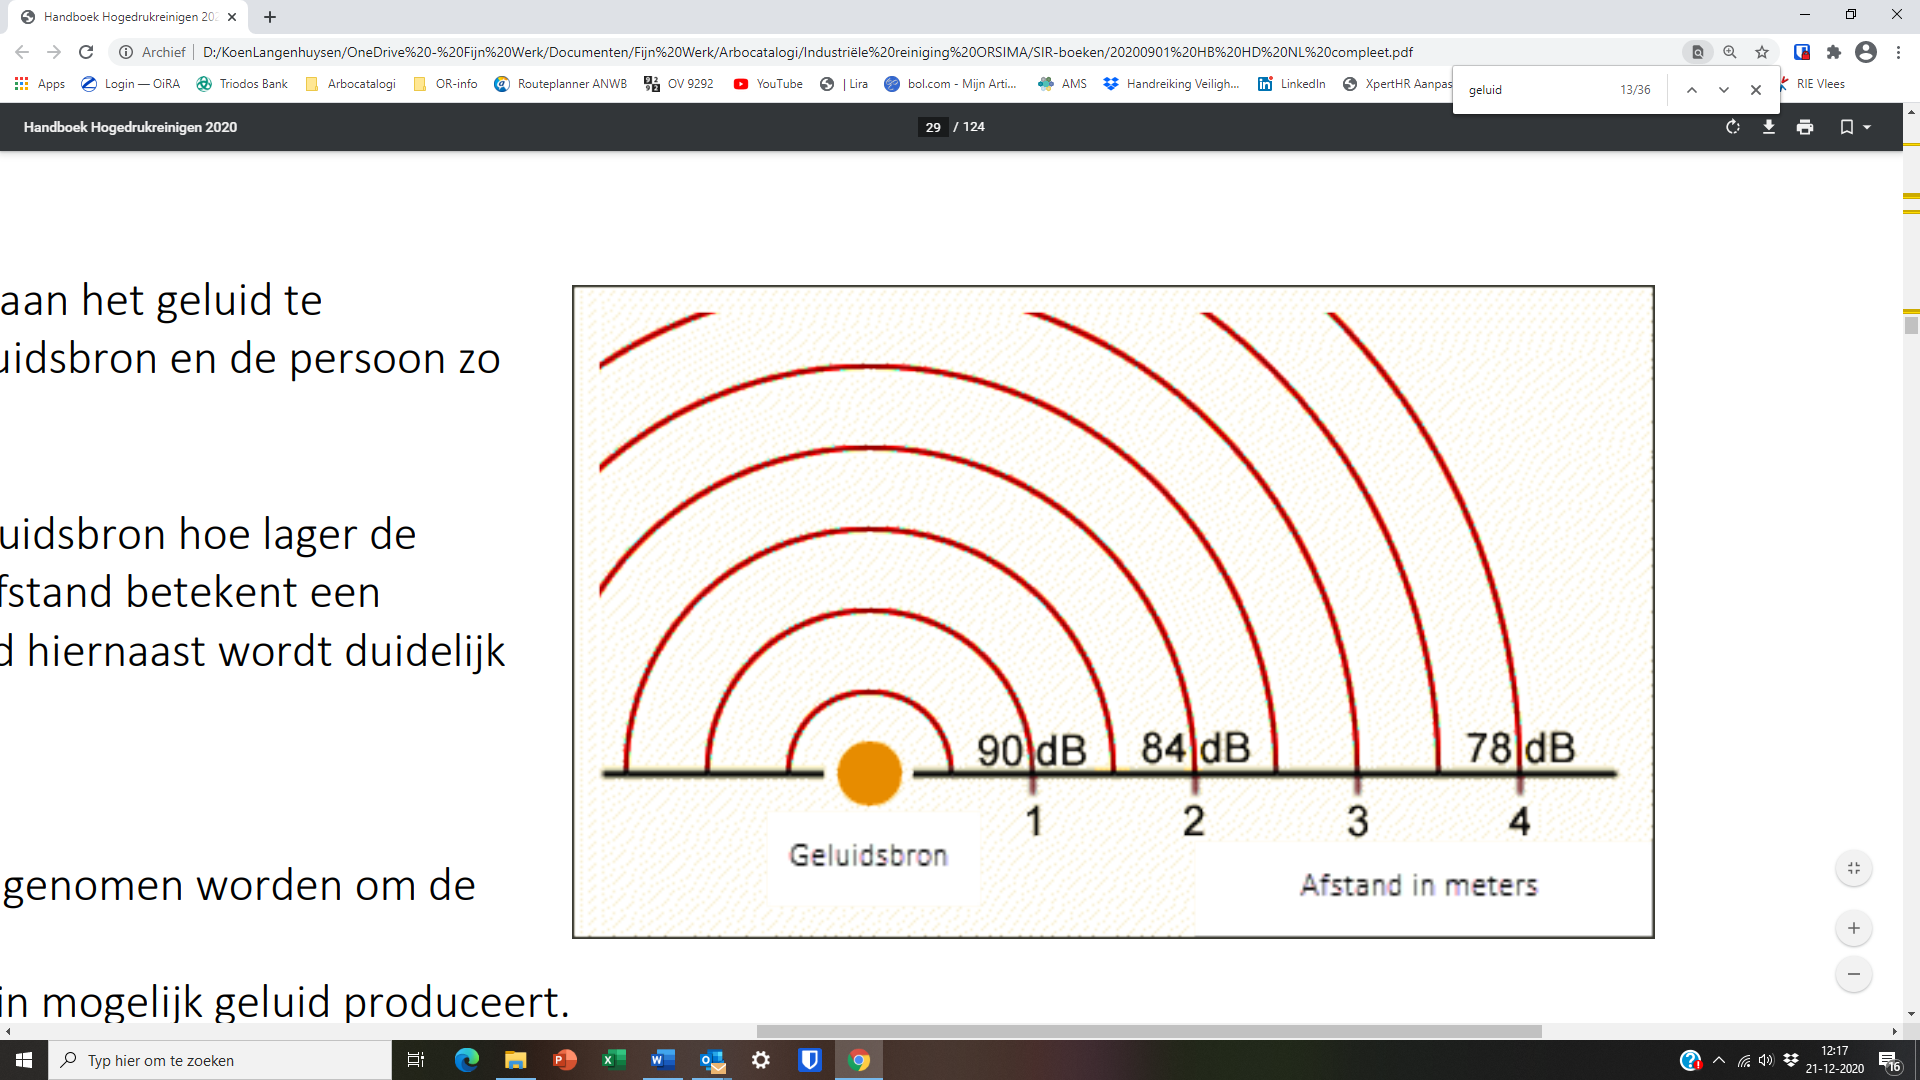 Handboek Hogedrukreinigen 202
Archief
D:/KoenLangenhuysen/OneDrive%20-%20Fijn%20Werk/Documenten/Fijn%20Werk/Arbocatalogi/Industriële%20reiniging%20ORSIMA/SIR-boeken/20200901%20HB%20HD%20NL%20compleet.pdf
Apps Login — OiRA Triodos Bank Arbocatalogi OR-info Routeplanner ANWB OV 9292 YouTube | Lira bol.com - Mijn Arti... AMS Handreiking Veiligh... LinkedIn XpertHR Aanpas RIE Vlees
geluid 13/36
Handboek Hogedrukreinigen 2020 29 / 124
aan het geluid te
uidsbron en de persoon zo
uidsbron hoe lager de
fstand betekent een
d hiernaast wordt duidelijk
genomen worden om de
in mogelijk geluid produceert.
90 dB 84 dB 78 dB
1 2 3 4
Geluidsbron
Afstand in meters
Typ hier om te zoeken
12:17
21-12-2020
16